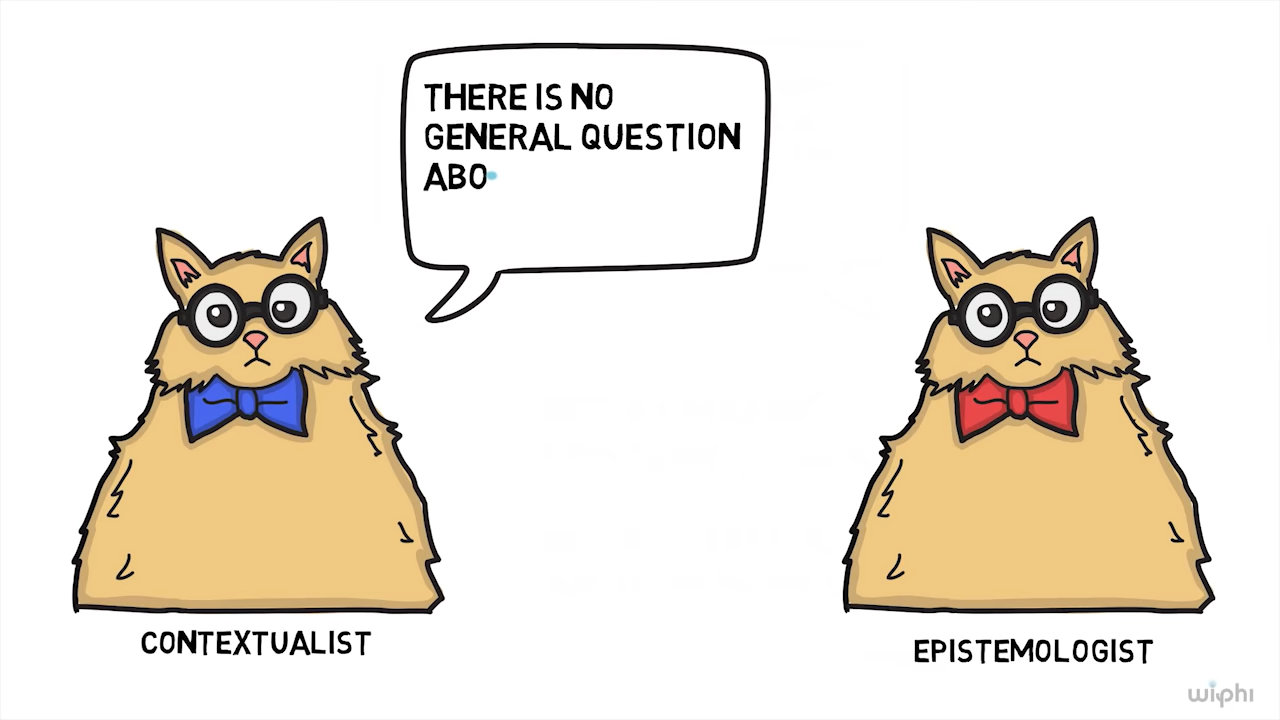 THERE IS NO
GENERAL QUESTION
ABO
CONTEXTUALIST
EPISTEMOLOGIST
wiphi